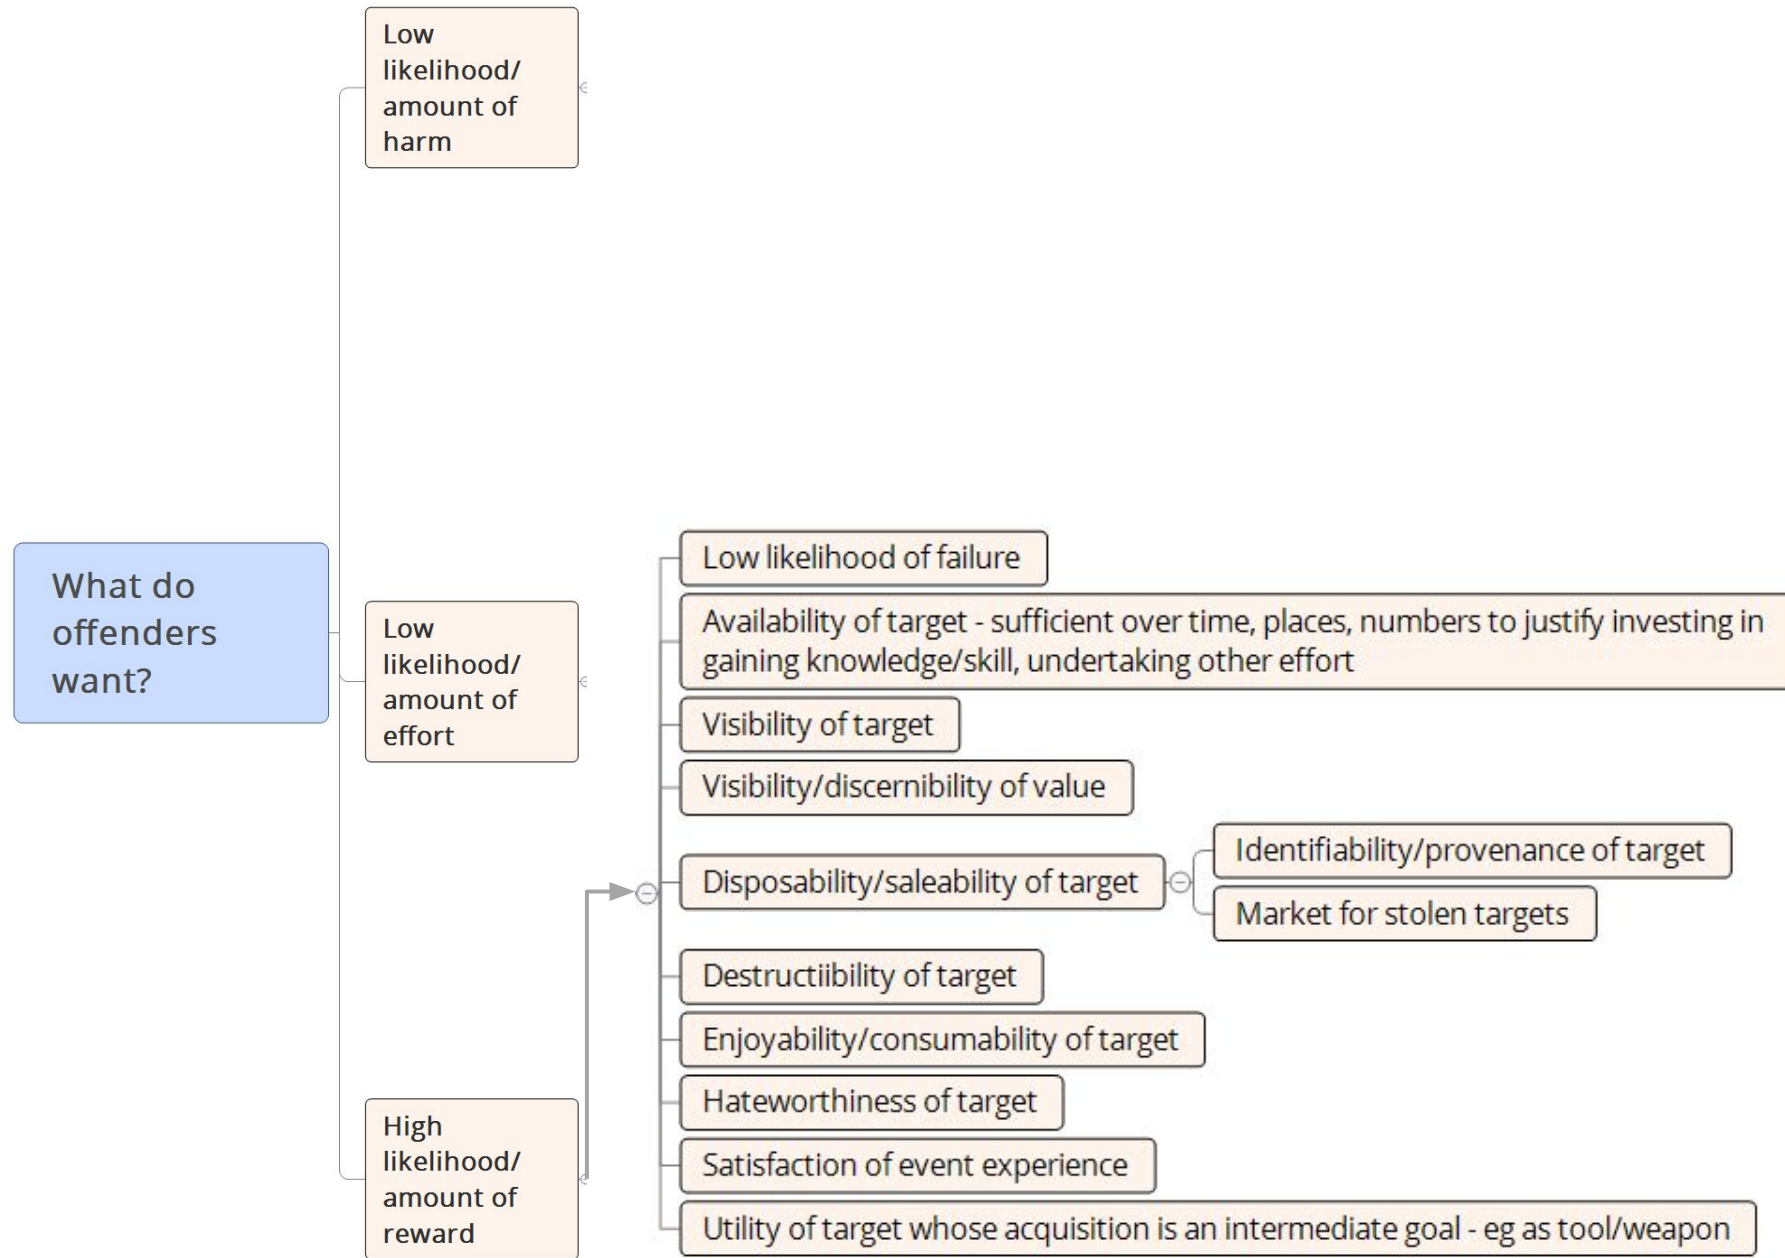 Low
likelihood/
amount of
harm
What do
offenders
want?
Low
likelihood/
amount of
effort
High
likelihood/
amount of
reward
Low likelihood of failure
Availability of target - sufficient over time, places, numbers to justify investing in
gaining knowledge/skill, undertaking other effort
Visibility of target
Visibility/discernibility of value
Disposability/saleability of target
Identifiability/provenance of target
Market for stolen targets
Destructiibility of target
Enjoyability/consumability of target
Hateworthiness of target
Satisfaction of event experience
Utility of target whose acquisition is an intermediate goal - eg as tool/weapon